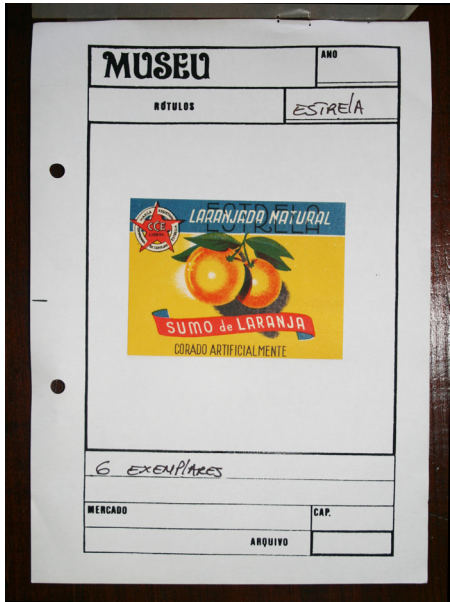 MUSEU
ANO
RÓTULOS
ESTRElA
LARANJADA NATURAL
ESTRELA
CCE
SUMO de LARANJA
CORADO ARTIFICIALMENTE
6 EXEMPlARES
MERCADO
CAP.
ARQUIVO